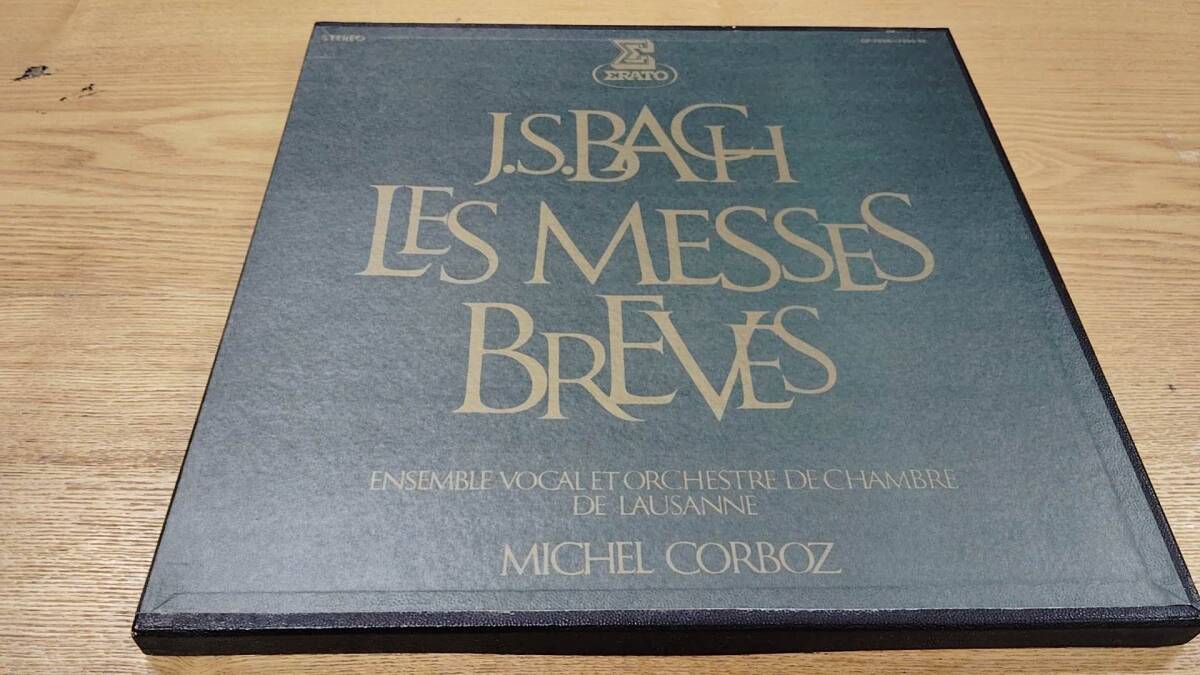 STEREO
ERATO
J.S.BACH
LES MESSES
BREVES
ENSEMBLE VOCAL ET ORCHESTRE DE CHAMBRE
DE LAUSANNE
MICHEL CORBOZ